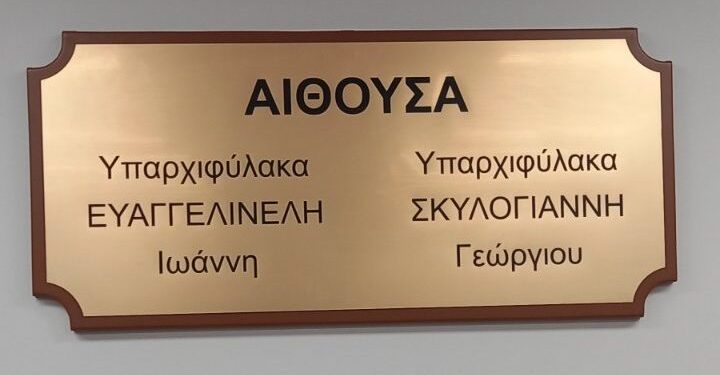 ΑΙΘΟΥΣΑ
Υπαρχιφύλακα
ΕΥΑΓΓΕΛΙΝΕΛΗ
Ιωάννη
Υπαρχιφύλακα
ΣΚΥΛΟΓΙΑΝΝΗ
Γεώργιου